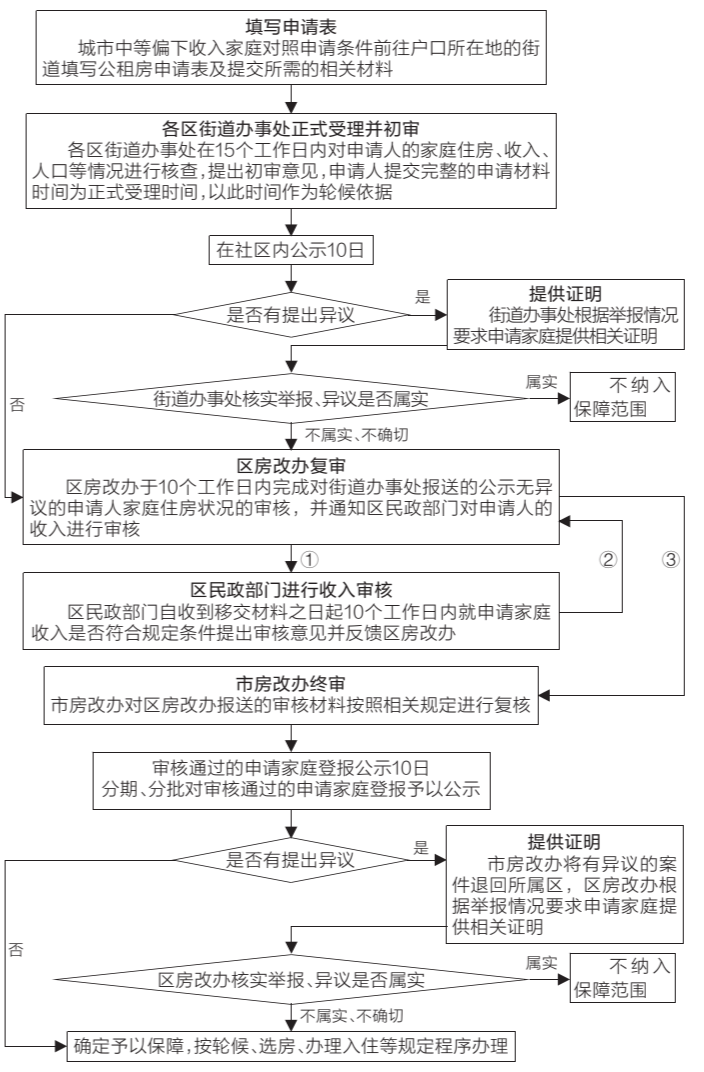 填写申请表
城市中等偏下收入家庭对照申请条件前往户口所在地的街
道填写公租房申请表及提交所需的相关材料
各区街道办事处正式受理并初审
各区街道办事处在15个工作日内对申请人的家庭住房、收入、
人口等情况进行核查,提出初审意见,申请人提交完整的申请材料
时间为正式受理时间,以此时间作为轮候依据
在社区内公示10日
是否有提出异议
是
提供证明
街道办事处根据举报情况
要求申请家庭提供相关证明
否
街道办事处核实举报、异议是否属实
属实
不纳入
保障范围
不属实、不确切
区房改办复审
区房改办于10个工作日内完成对街道办事处报送的公示无异
议的申请人家庭住房状况的审核，并通知区民政部门对申请人的
收入进行审核
①
②
③
区民政部门进行收入审核
区民政部门自收到移交材料之日起10个工作日内就申请家庭
收入是否符合规定条件提出审核意见并反馈区房改办
市房改办终审
市房改办对区房改办报送的审核材料按照相关规定进行复核
审核通过的申请家庭登报公示10日
分期、分批对审核通过的申请家庭登报予以公示
是否有提出异议
是
提供证明
市房改办将有异议的案
件退回所属区，区房改办根
据举报情况要求申请家庭提
供相关证明
否
区房改办核实举报、异议是否属实
属实
不纳入
保障范围
不属实、不确切
确定予以保障,按轮候、选房、办理入住等规定程序办理